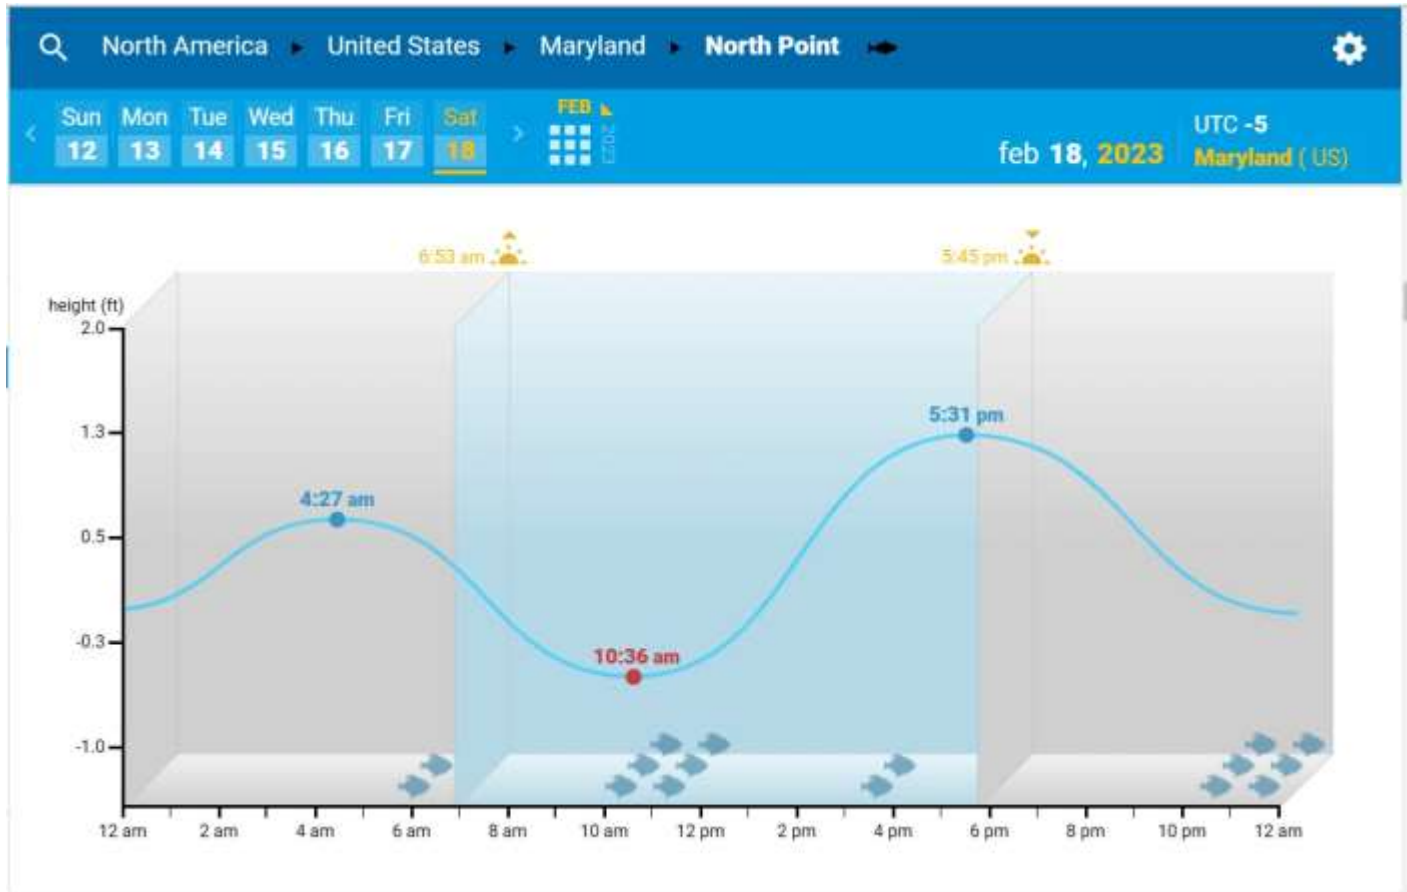 North America United States Maryland North Point
Sun Mon Tue Wed Thu Fri Sat
12 13 14 15 16 17 18
FEB
2023
feb 18, 2023
UTC -5
Maryland ( US)
6:53 am
5:45 pm
height (ft)
2.0
5:31 pm
1.3
4:27 am
0.5
-0.3
10:36 am
-1.0
12 am 2 am 4 am 6 am 8 am 10 am 12 pm 2 pm 4 pm 6 pm 8 pm 10 pm 12 am